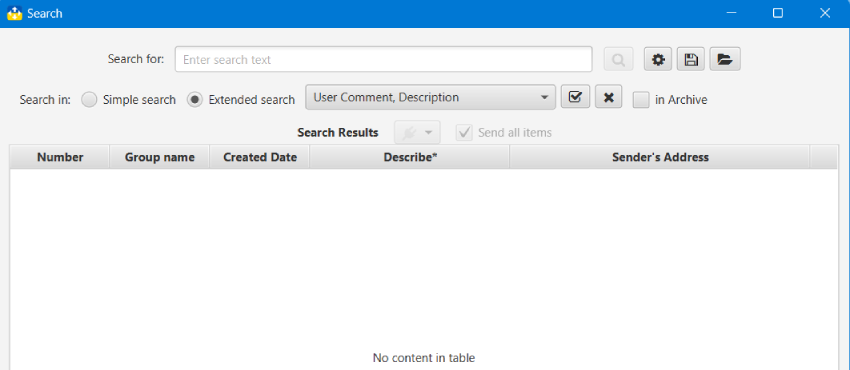 Search
Search for: Enter search text
Search in: Simple search Extended search User Comment, Description in Archive
Search Results Send all items
Number Group name Created Date Describe* Sender's Address
No content in table